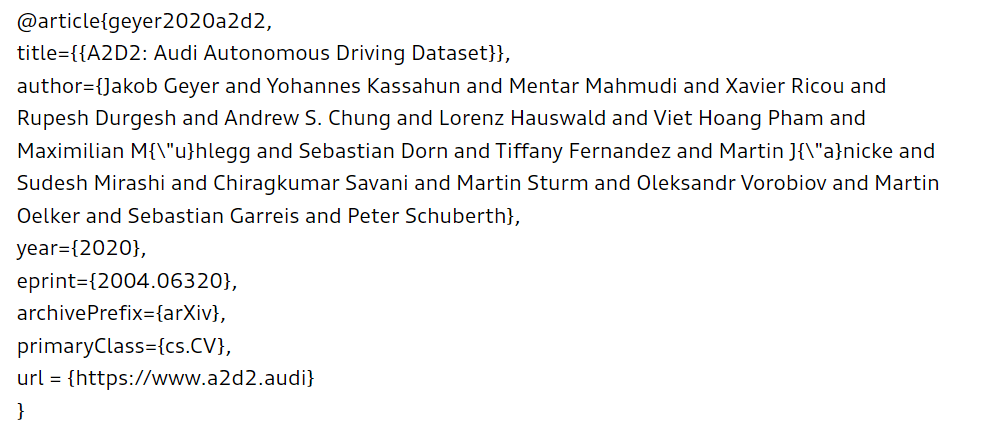 @article{geyer2020a2d2,
title={{A2D2: Audi Autonomous Driving Dataset}},
author={Jakob Geyer and Yohannes Kassahun and Mentar Mahmudi and Xavier Ricou and
Rupesh Durgesh and Andrew S. Chung and Lorenz Hauswald and Viet Hoang Pham and
Maximilian M{\"u}hlegg and Sebastian Dorn and Tiffany Fernandez and Martin J{\"a}nicke and
Sudesh Mirashi and Chiragkumar Savani and Martin Sturm and Oleksandr Vorobiov and Martin
Oelker and Sebastian Garreis and Peter Schuberth},
year={2020},
eprint={2004.06320},
archivePrefix={arXiv},
primaryClass={cs.CV},
url = {https://www.a2d2.audi}
}